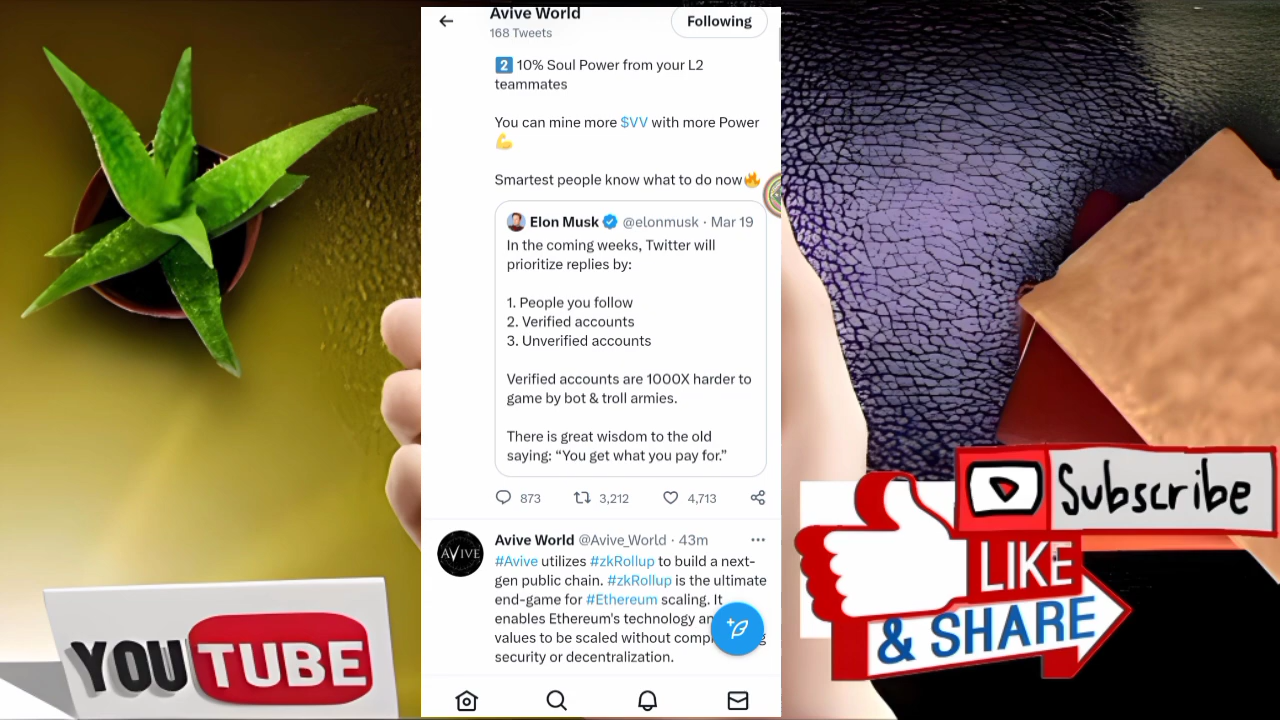 Avive World
168 Tweets
Following
2 10% Soul Power from your L2
teammates
You can mine more $VV with more Power
💪
Smartest people know what to do now🔥
Elon Musk @elonmusk · Mar 19
In the coming weeks, Twitter will
prioritize replies by:
1. People you follow
2. Verified accounts
3. Unverified accounts
Verified accounts are 1000X harder to
game by bot & troll armies.
There is great wisdom to the old
saying: “You get what you pay for.”
873 3,212 4,713
AVIVE
Avive World @Avive_World · 43m
#Avive utilizes #zkRollup to build a next-
gen public chain. #zkRollup is the ultimate
end-game for #Ethereum scaling. It
enables Ethereum's technology
values to be scaled without
security or decentralization.
YOUTUBE
Subscribe
LIKE
& SHARE